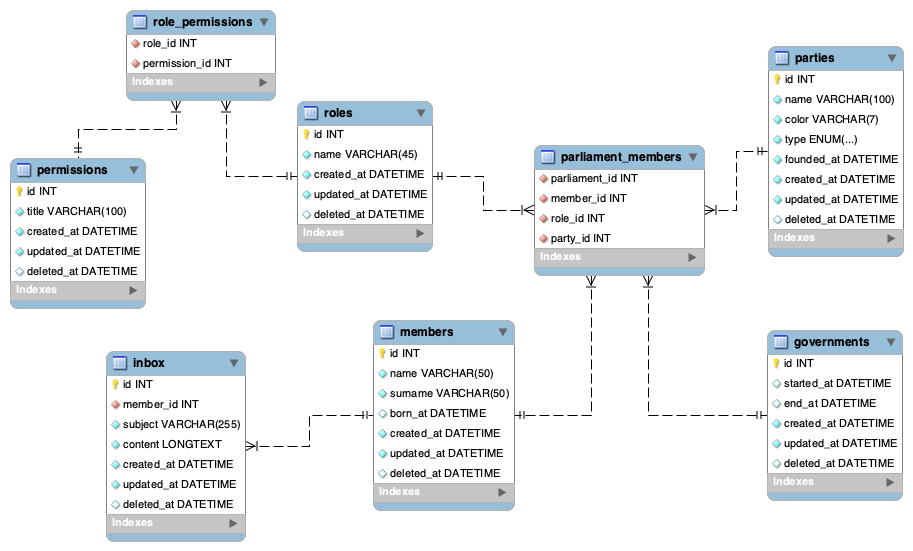 role_permissions
role_id INT
permission_id INT
Indexes
permissions
id INT
title VARCHAR(100)
created_at DATETIME
updated_at DATETIME
deleted_at DATETIME
Indexes
roles
id INT
name VARCHAR(45)
created_at DATETIME
updated_at DATETIME
deleted_at DATETIME
Indexes
parliament_members
parliament_id INT
member_id INT
role_id INT
party_id INT
Indexes
parties
id INT
name VARCHAR(100)
color VARCHAR(7)
type ENUM(...)
founded_at DATETIME
created_at DATETIME
updated_at DATETIME
deleted_at DATETIME
Indexes
inbox
id INT
member_id INT
subject VARCHAR(255)
content LONGTEXT
created_at DATETIME
updated_at DATETIME
deleted_at DATETIME
Indexes
members
id INT
name VARCHAR(50)
surname VARCHAR(50)
born_at DATETIME
created_at DATETIME
updated_at DATETIME
deleted_at DATETIME
Indexes
governments
id INT
started_at DATETIME
end_at DATETIME
created_at DATETIME
updated_at DATETIME
deleted_at DATETIME
Indexes